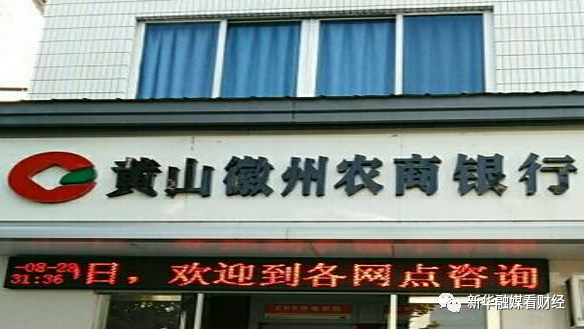 黄山徽州农商银行
-08-28
31:36
日，欢迎到各网点咨询
新华融媒看财经